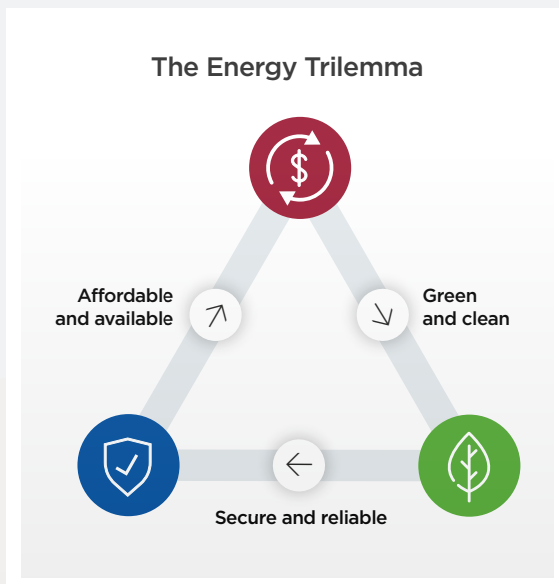 The Energy Trilemma
$
Affordable
and available
Green
and clean
Secure and reliable